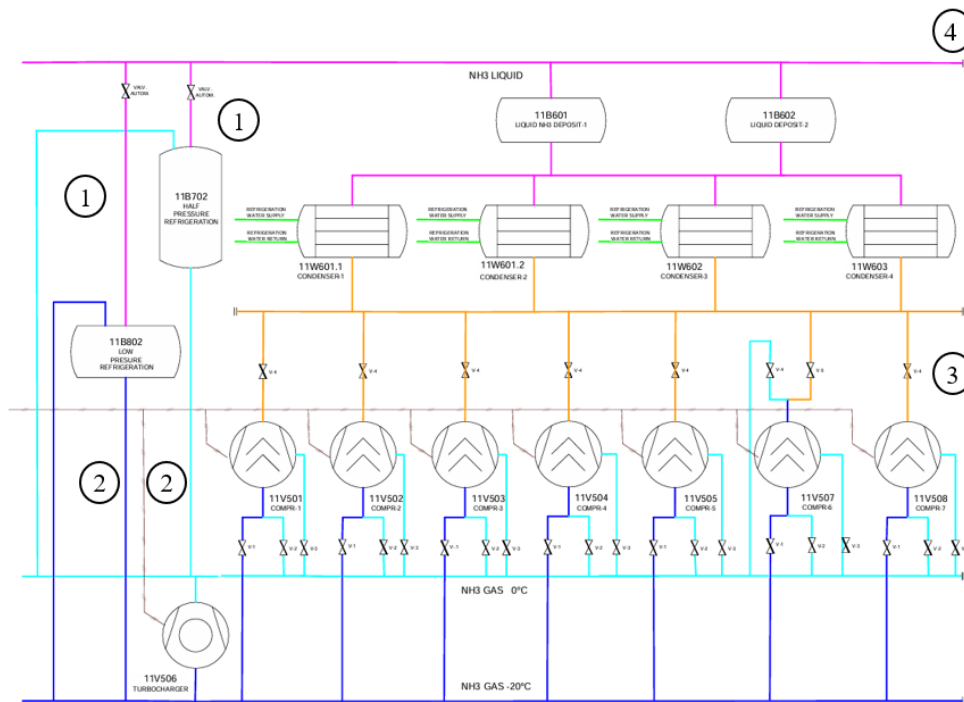 4
NH3 LIQUID
VALV.
AUTOM.
VALV.
AUTOM.
1
11B601
LIQUID NH3 DEPOSIT-1
11B602
LIQUID DEPOSIT-2
1
11B702
HALF
PRESSURE
REFRIGERATION
REFRIGERATION
WATER SUPPLY
REFRIGERATION
WATER RETURN
REFRIGERATION
WATER SUPPLY
REFRIGERATION
WATER RETURN
REFRIGERATION
WATER SUPPLY
REFRIGERATION
WATER RETURN
REFRIGERATION
WATER SUPPLY
REFRIGERATION
WATER RETURN
11W601.1
CONDENSER-1
11W601.2
CONDENSER-2
11W602
CONDENSER-3
11W603
CONDENSER-4
11B802
LOW
PRESURE
REFRIGERATION
V-4
V-4
V-4
V-4
V-4
V-4
V-5
V-4
3
2
2
11V501
COMPR-1
11V502
COMPR-2
11V503
COMPR-3
11V504
COMPR-4
11V505
COMPR-5
11V507
COMPR-6
11V508
COMPR-7
V-1
V-2
V-3
V-1
V-2
V-3
V-1
V-2
V-3
V-1
V-2
V-3
V-1
V-2
V-3
V-1
V-2
V-3
V-1
V-2
NH3 GAS 0ºC
11V506
TURBOCHARGER
NH3 GAS -20ºC